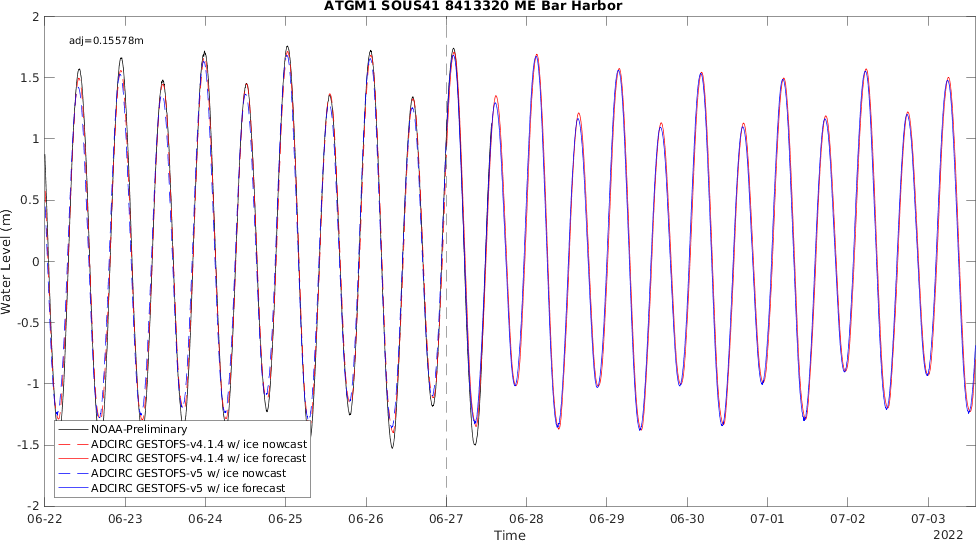 ATGM1 SOUS41 8413320 ME Bar Harbor
adj=0.15578m
2
1.5
1
0.5
0
-0.5
-1
-1.5
-2
Water Level (m)
NOAA-Preliminary
ADCIRC GESTOFS-v4.1.4 w/ ice nowcast
ADCIRC GESTOFS-v4.1.4 w/ ice forecast
ADCIRC GESTOFS-v5 w/ ice nowcast
ADCIRC GESTOFS-v5 w/ ice forecast
06-22 06-23 06-24 06-25 06-26 06-27 06-28 06-29 06-30 07-01 07-02 07-03
Time
2022